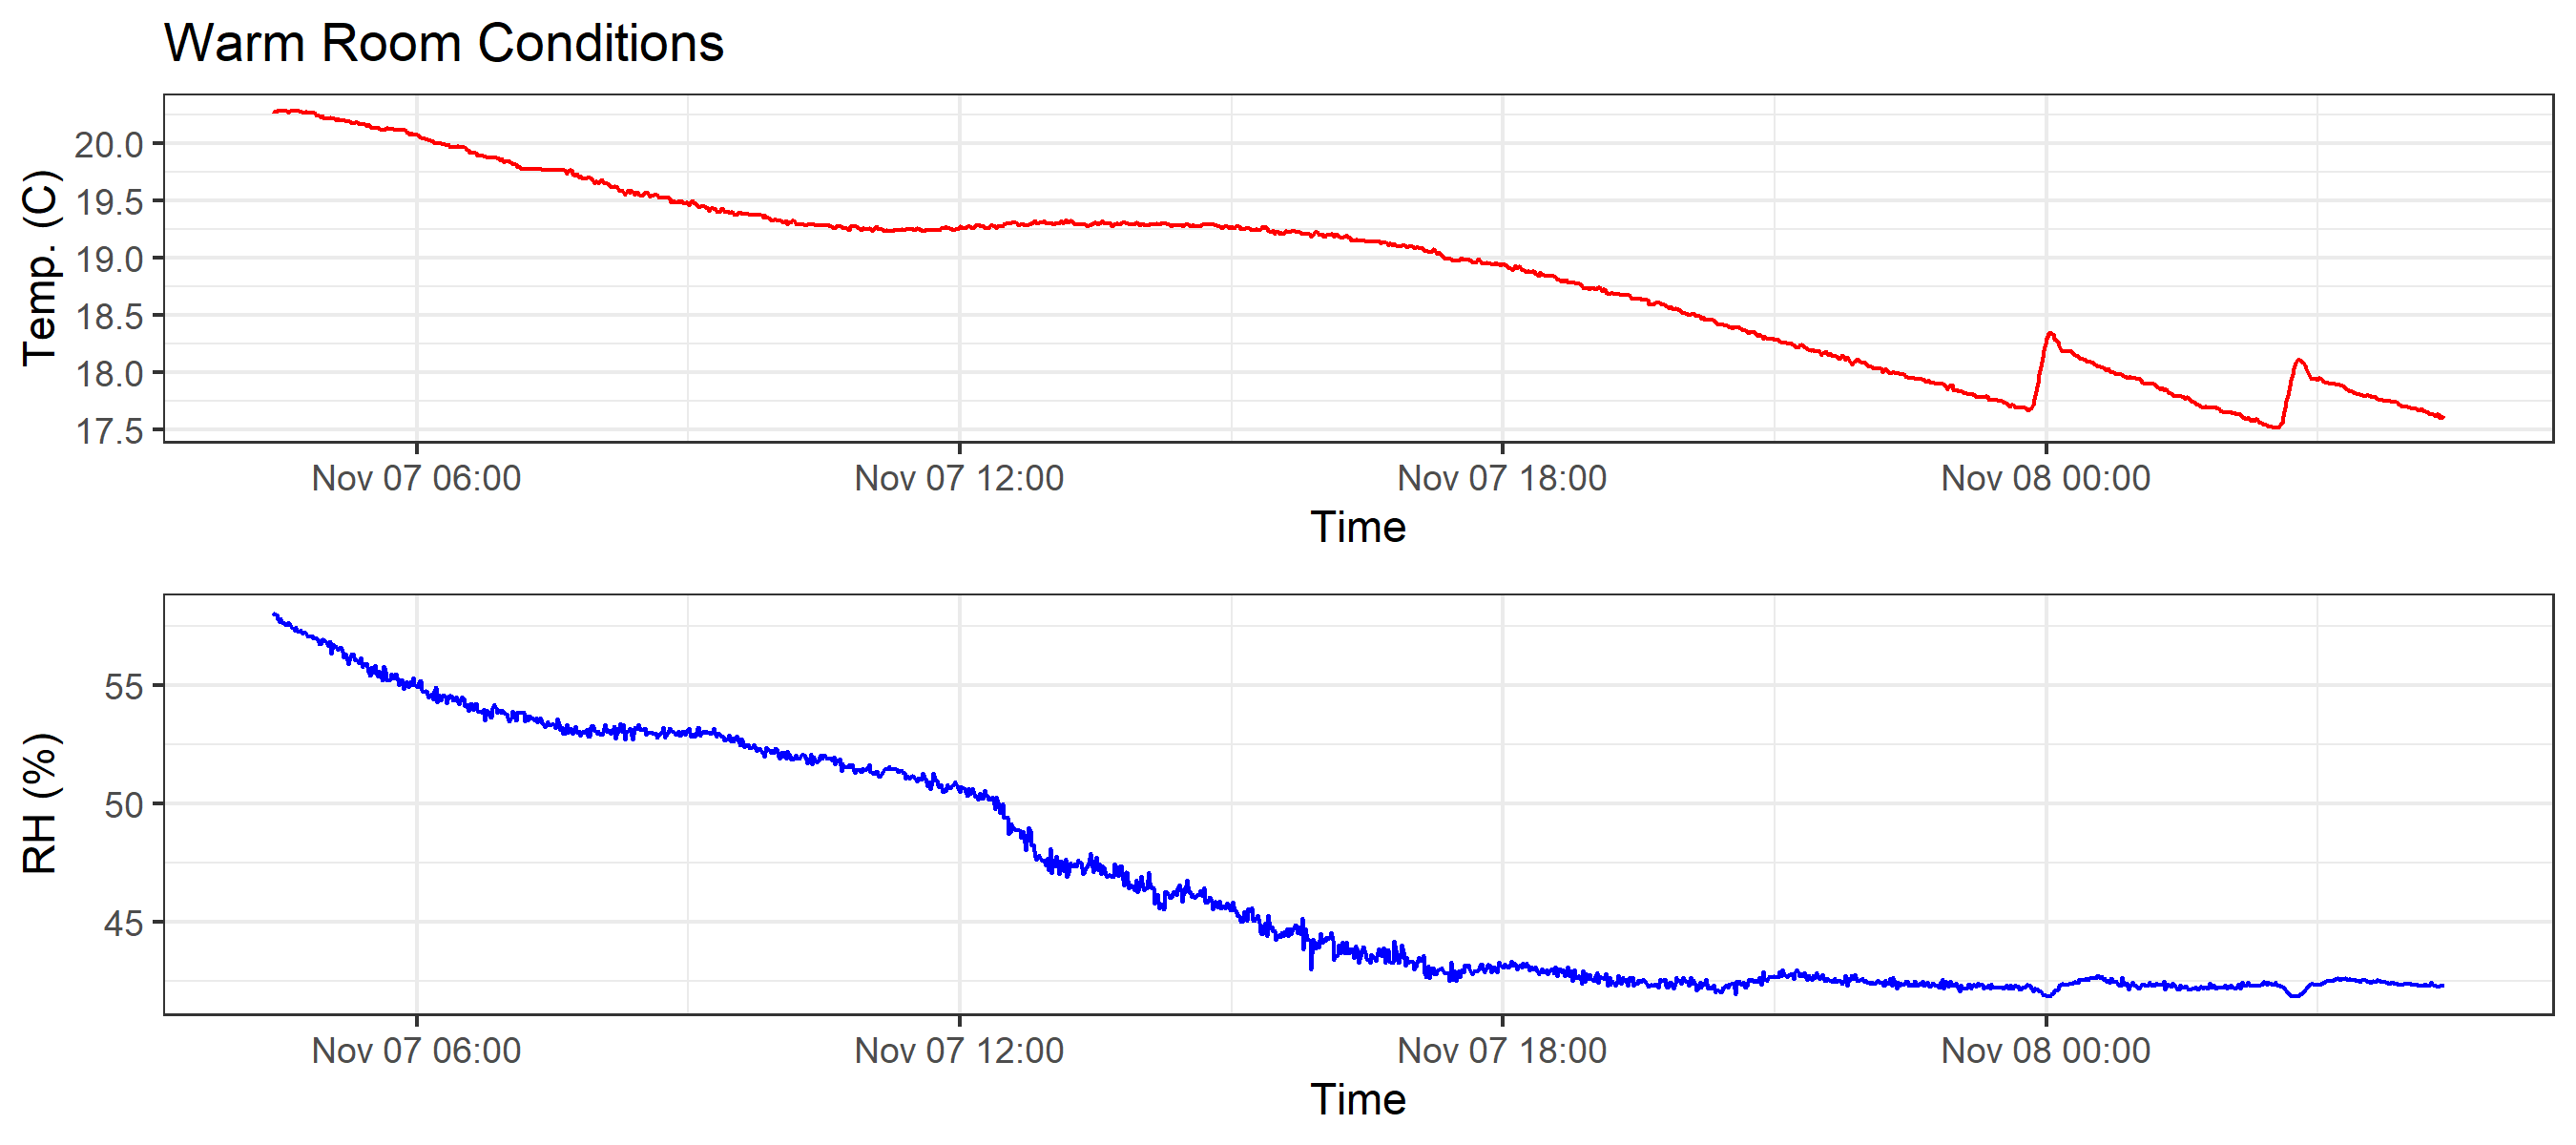 Warm Room Conditions
Temp. (C)
20.0
19.5
19.0
18.5
18.0
17.5
Nov 07 06:00 Nov 07 12:00 Nov 07 18:00 Nov 08 00:00
Time
RH (%)
55
50
45
Nov 07 06:00 Nov 07 12:00 Nov 07 18:00 Nov 08 00:00
Time